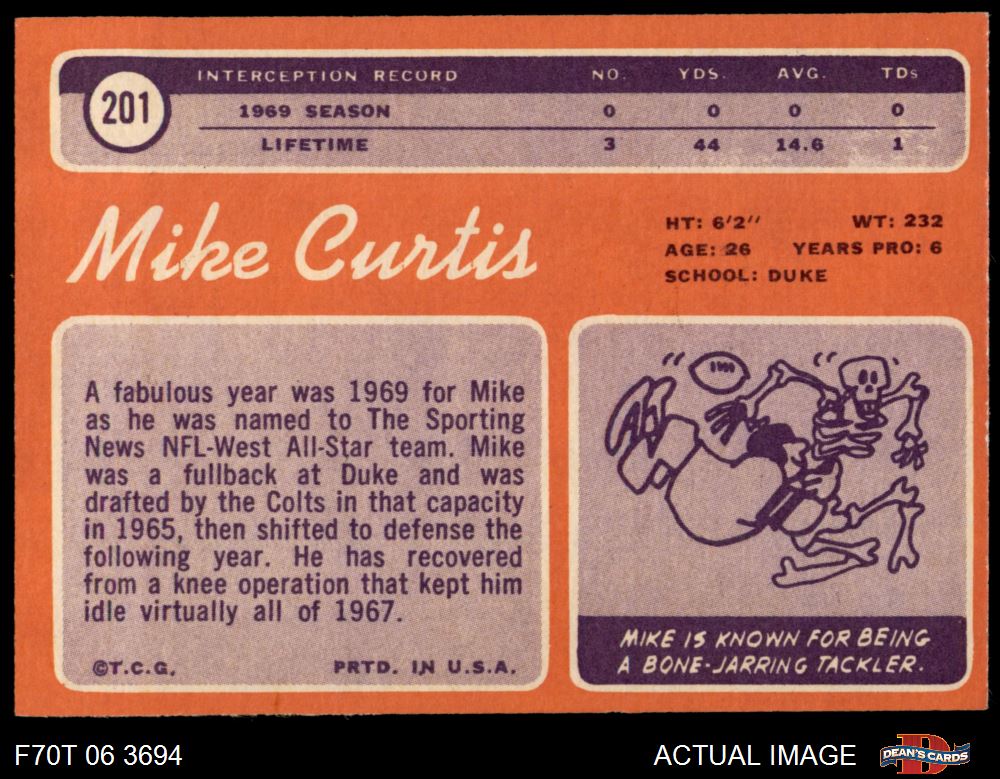 201
INTERCEPTION RECORD NO. YDS. AVG. TDs
1969 SEASON 0 0 0 0
LIFETIME 3 44 14.6 1
Mike Curtis
HT: 6'2'' WT: 232
AGE: 26 YEARS PRO: 6
SCHOOL: DUKE
A fabulous year was 1969 for Mike
as he was named to The Sporting
News NFL-West All-Star team. Mike
was a fullback at Duke and was
drafted by the Colts in that capacity
in 1965, then shifted to defense the
following year. He has recovered
from a knee operation that kept him
idle virtually all of 1967.
©T.C.G. PRTD. IN U.S.A.
MIKE IS KNOWN FOR BEING
A BONE-JARRING TACKLER.
F70T 06 3694 ACTUAL IMAGE DEAN'S CARDS